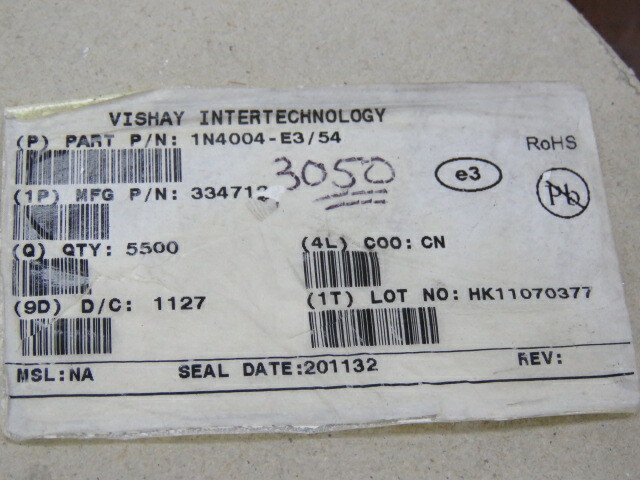 VISHAY INTERTECHNOLOGY
(P) PART P/N: 1N4004-E3/54
RoHS
3050
e3
Pb
(1P) MFG P/N: 334712
(Q) QTY: 5500
(4L) COO: CN
(9D) D/C: 1127
(1T) LOT NO: HK11070377
MSL:NA SEAL DATE:201132 REV: